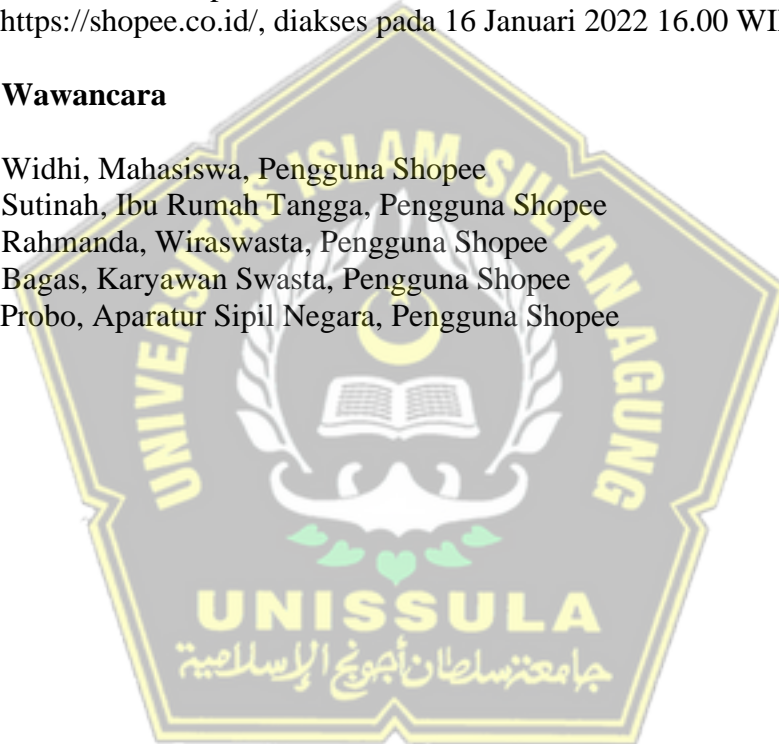 https://shopee.co.id/, diakses pada 16 Januari 2022 16.00
Wawancara
Widhi, Mahasiswa, Pengguna Shopee
Sutinah, Ibu Rumah Tangga, Pengguna Shopee
Rahmanda, Wiraswasta, Pengguna Shopee
Bagas, Karyawan Swasta, Pengguna Shopee
Probo, Aparatur Sipil Negara, Pengguna Shopee
UNIVERSITAS ISLAM SULTAN AGUNG
UNISSULA
جامعة سلطان أجونج الإسلامية